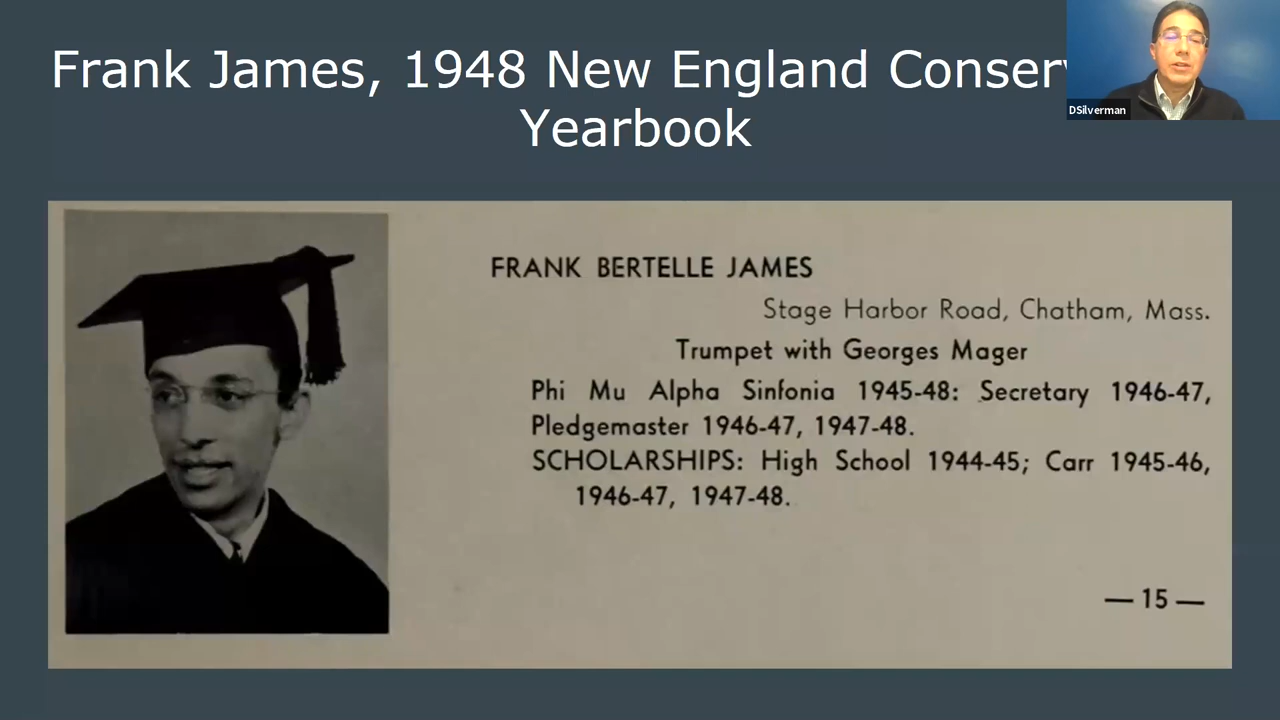 Frank James, 1948 New England Conserv
Yearbook
DSilverman
FRANK BERTELLE JAMES
Stage Harbor Road, Chatham, Mass.
Trumpet with Georges Mager
Phi Mu Alpha Sinfonia 1945-48: Secretary 1946-47,
Pledgemaster 1946-47, 1947-48.
SCHOLARSHIPS: High School 1944-45; Carr 1945-46,
1946-47, 1947-48.
— 15 —